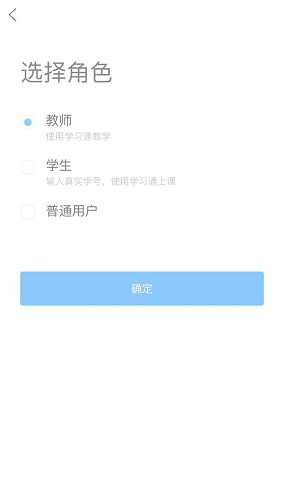 选择角色
教师
使用学习通教学
学生
输入真实学号，使用学习通上课
普通用户
确定